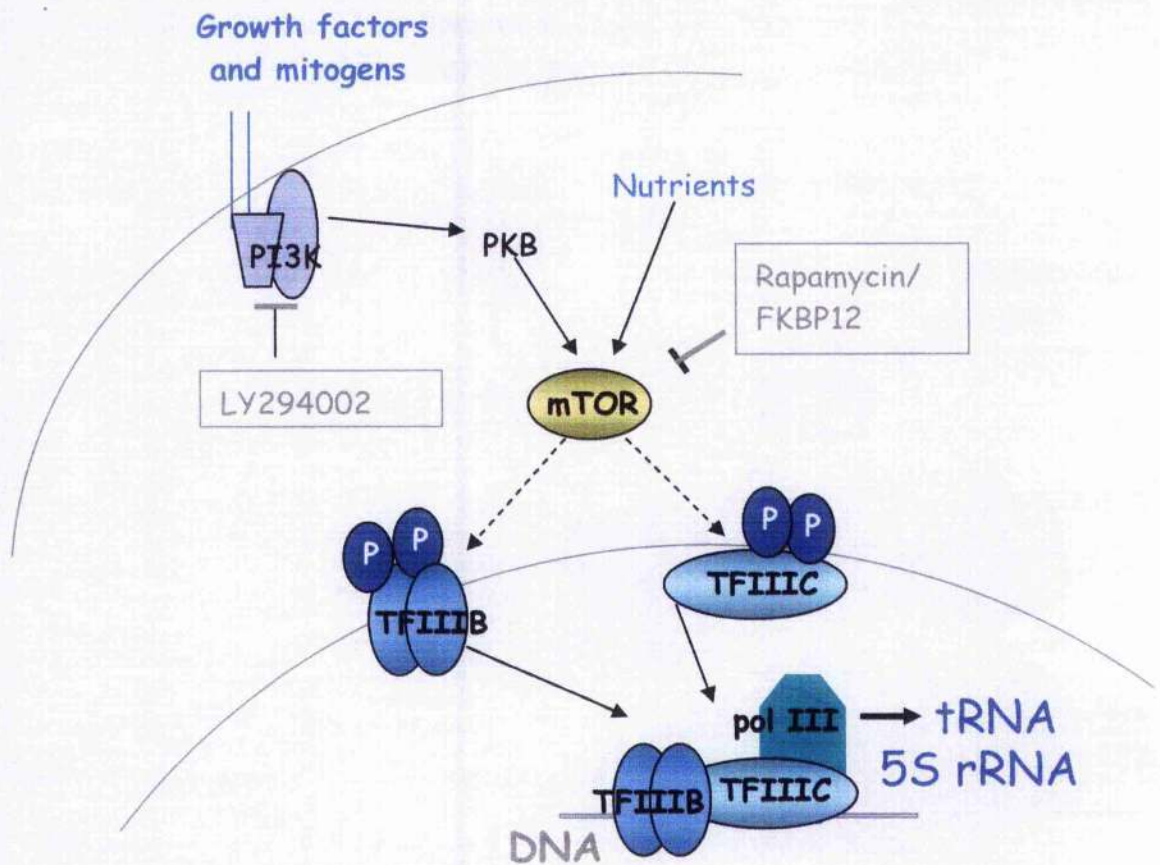 Growth factors
and mitogens
Nutrients
PI3K
PKB
Rapamycin/
FKBP12
LY294002
mTOR
P
P
P
P
TFIIIB
TFIIIC
pol III
tRNA
5S rRNA
TFIIIB
TFIIIC
DNA